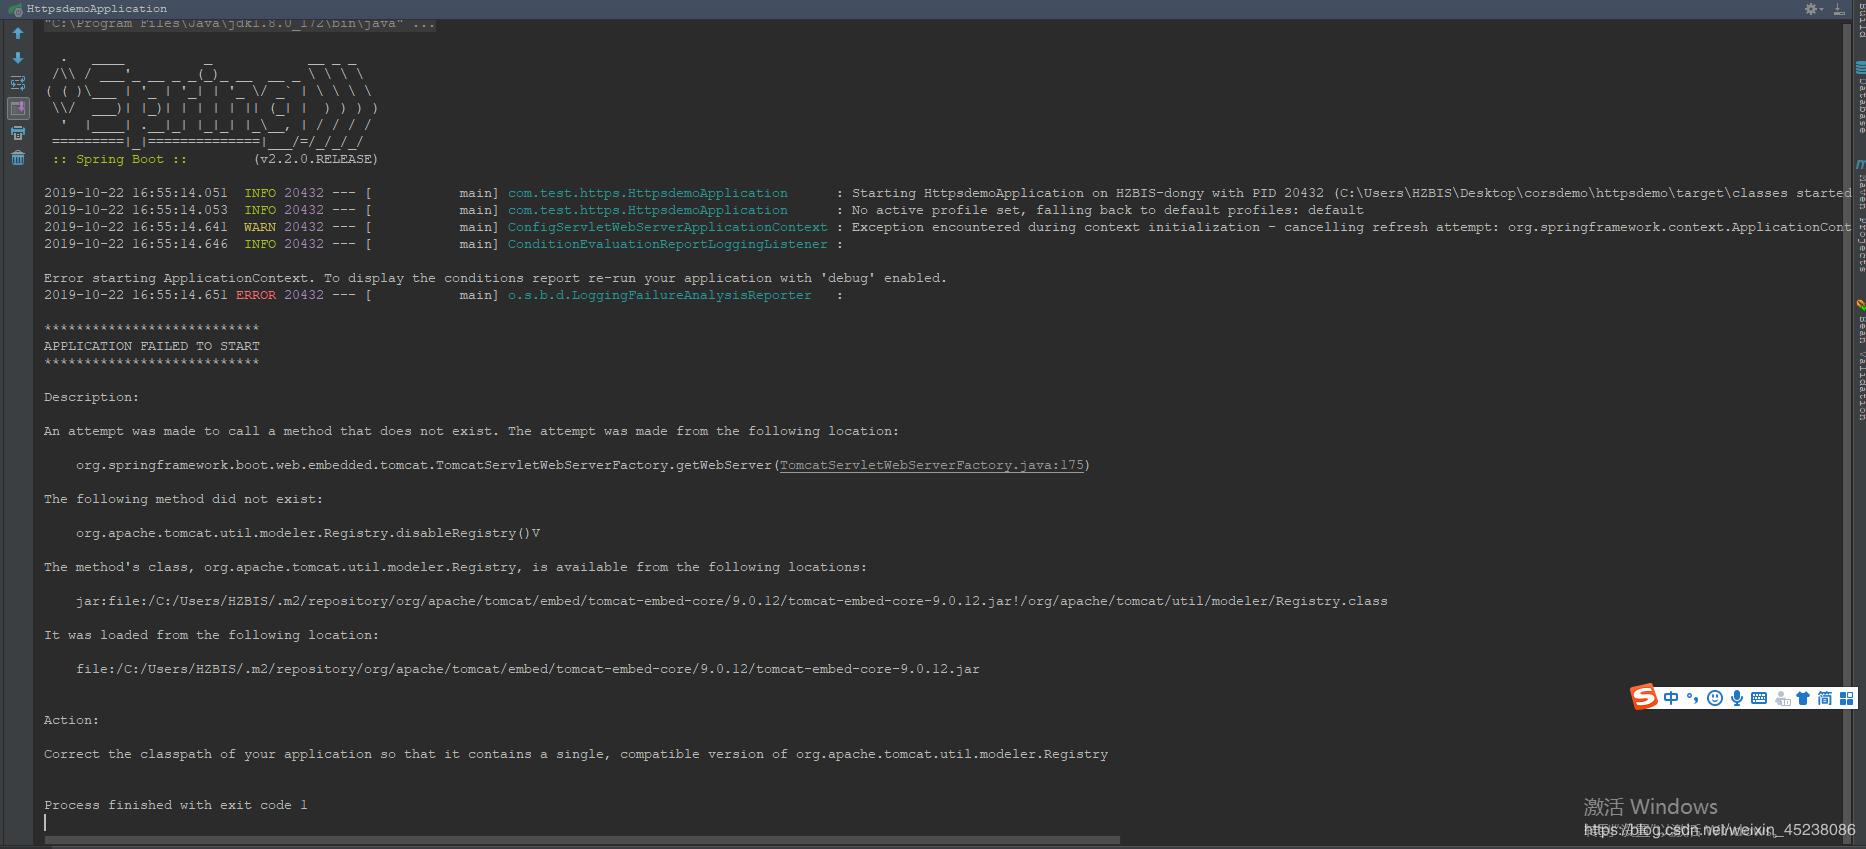 HttpsdemoApplication
"C:\Program Files\Java\jdk1.8.0_172\bin\java" ...
:: Spring Boot ::        (v2.2.0.RELEASE)
2019-10-22 16:55:14.051  INFO 20432 --- [           main] com.test.https.HttpsdemoApplication      : Starting HttpsdemoApplication on HZBIS-dongy with PID 20432 (C:\Users\HZBIS\Desktop\corsdemo\httpsdemo\target\classes started
2019-10-22 16:55:14.053  INFO 20432 --- [           main] com.test.https.HttpsdemoApplication      : No active profile set, falling back to default profiles: default
2019-10-22 16:55:14.641  WARN 20432 --- [           main] ConfigServletWebServerApplicationContext : Exception encountered during context initialization - cancelling refresh attempt: org.springframework.context.ApplicationCont
2019-10-22 16:55:14.646  INFO 20432 --- [           main] ConditionEvaluationReportLoggingListener :
Error starting ApplicationContext. To display the conditions report re-run your application with 'debug' enabled.
2019-10-22 16:55:14.651 ERROR 20432 --- [           main] o.s.b.d.LoggingFailureAnalysisReporter   :
***************************
APPLICATION FAILED TO START
***************************
Description:
An attempt was made to call a method that does not exist. The attempt was made from the following location:
org.springframework.boot.web.embedded.tomcat.TomcatServletWebServerFactory.getWebServer(TomcatServletWebServerFactory.java:175)
The following method did not exist:
org.apache.tomcat.util.modeler.Registry.disableRegistry()V
The method's class, org.apache.tomcat.util.modeler.Registry, is available from the following locations:
jar:file:/C:/Users/HZBIS/.m2/repository/org/apache/tomcat/embed/tomcat-embed-core/9.0.12/tomcat-embed-core-9.0.12.jar!/org/apache/tomcat/util/modeler/Registry.class
It was loaded from the following location:
file:/C:/Users/HZBIS/.m2/repository/org/apache/tomcat/embed/tomcat-embed-core/9.0.12/tomcat-embed-core-9.0.12.jar
Action:
Correct the classpath of your application so that it contains a single, compatible version of org.apache.tomcat.util.modeler.Registry
Process finished with exit code 1
Build
Database
Maven Projects
Bean Validation
中
简
激活 Windows
https://blog.csdn.net/weixin_45238086